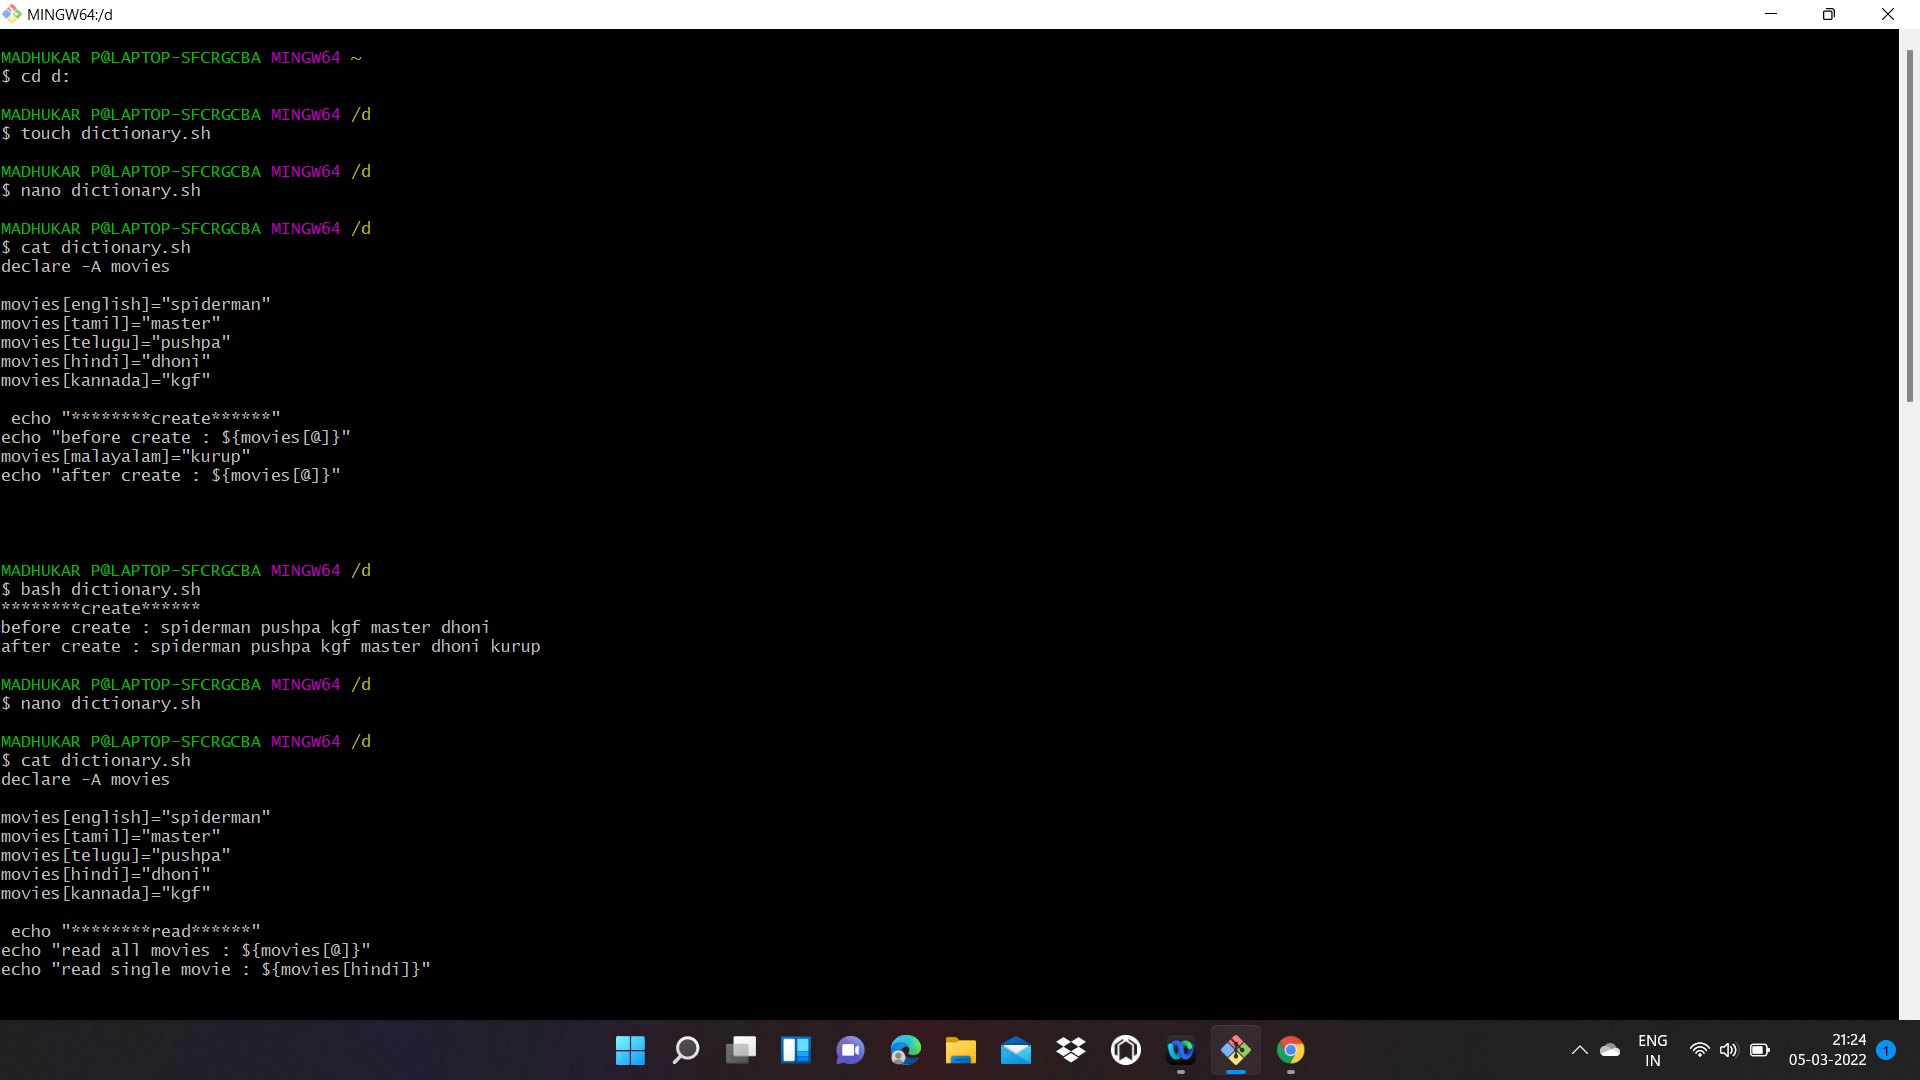 MINGW64:/d
MADHUKAR P@LAPTOP-SFCRGCBA MINGW64 ~
$ cd d:
MADHUKAR P@LAPTOP-SFCRGCBA MINGW64 /d
$ touch dictionary.sh
MADHUKAR P@LAPTOP-SFCRGCBA MINGW64 /d
$ nano dictionary.sh
MADHUKAR P@LAPTOP-SFCRGCBA MINGW64 /d
$ cat dictionary.sh
declare -A movies
movies[english]="spiderman"
movies[tamil]="master"
movies[telugu]="pushpa"
movies[hindi]="dhoni"
movies[kannada]="kgf"
 echo "********create******"
echo "before create : ${movies[@]}"
movies[malayalam]="kurup"
echo "after create : ${movies[@]}"
MADHUKAR P@LAPTOP-SFCRGCBA MINGW64 /d
$ bash dictionary.sh
********create******
before create : spiderman pushpa kgf master dhoni
after create : spiderman pushpa kgf master dhoni kurup
MADHUKAR P@LAPTOP-SFCRGCBA MINGW64 /d
$ nano dictionary.sh
MADHUKAR P@LAPTOP-SFCRGCBA MINGW64 /d
$ cat dictionary.sh
declare -A movies
movies[english]="spiderman"
movies[tamil]="master"
movies[telugu]="pushpa"
movies[hindi]="dhoni"
movies[kannada]="kgf"
 echo "********read******"
echo "read all movies : ${movies[@]}"
echo "read single movie : ${movies[hindi]}"
ENG
IN
21:24
05-03-2022
1